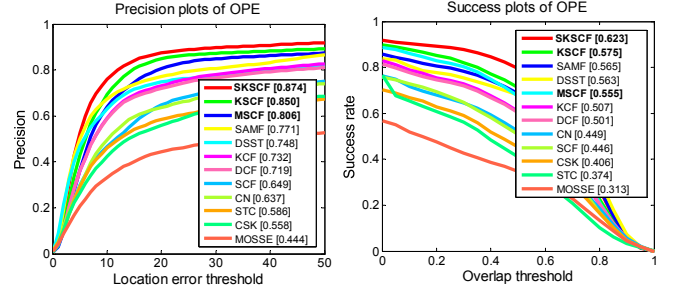 Precision plots of OPE
Precision
1
0.8
0.6
0.4
0.2
0
0 10 20 30 40 50
Location error threshold
SKSCF [0.874]
KSCF [0.850]
MSCF [0.806]
SAMF [0.771]
DSST [0.748]
KCF [0.732]
DCF [0.719]
SCF [0.649]
CN [0.637]
STC [0.586]
CSK [0.558]
MOSSE [0.444]
Success plots of OPE
Success rate
1
0.8
0.6
0.4
0.2
0
0 0.2 0.4 0.6 0.8 1
Overlap threshold
SKSCF [0.623]
KSCF [0.575]
SAMF [0.565]
DSST [0.563]
MSCF [0.555]
KCF [0.507]
DCF [0.501]
CN [0.449]
SCF [0.446]
CSK [0.406]
STC [0.374]
MOSSE [0.313]